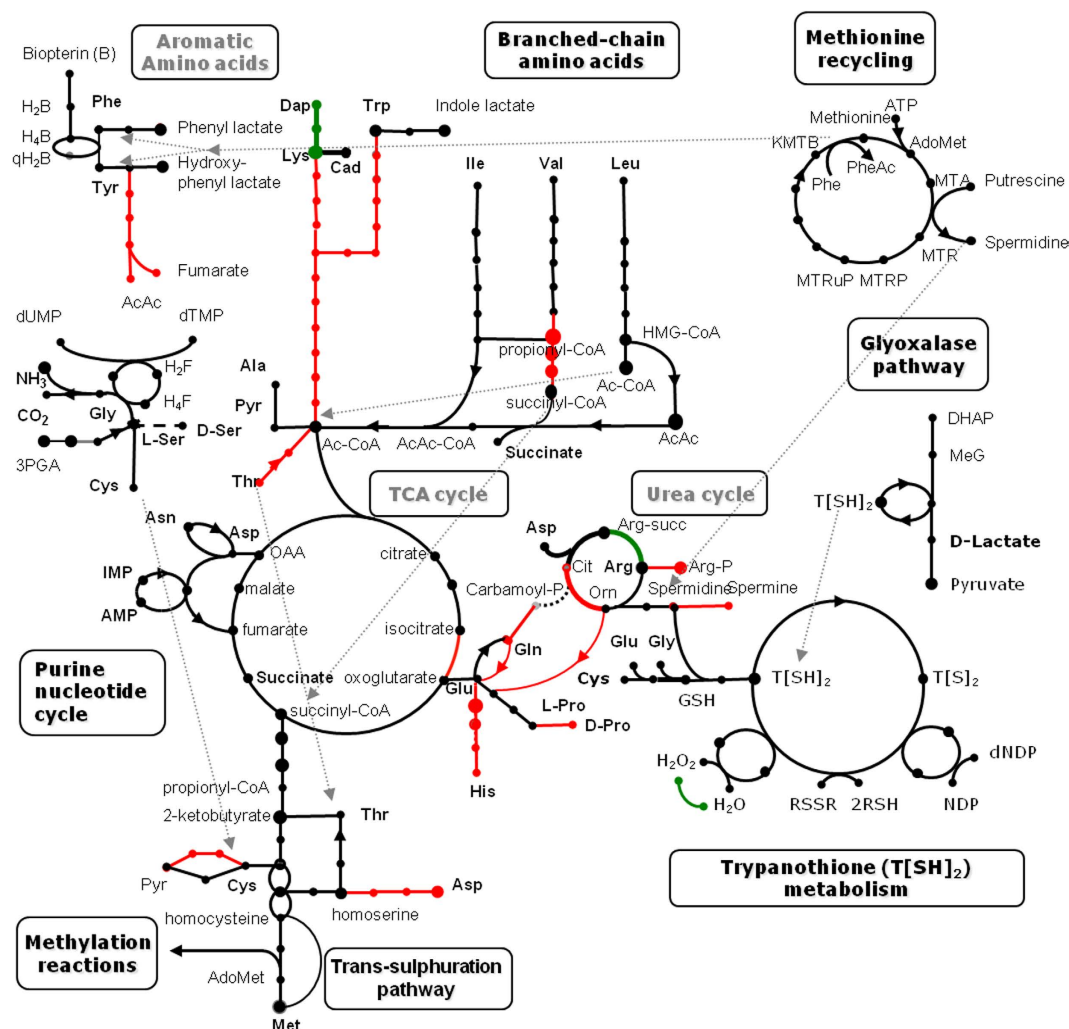 Aromatic
Amino acids
Branched-chain
amino acids
Methionine
recycling
Biopterin (B)
H2B
H4B
qH2B
Phe
Phenyl lactate
Hydroxy-
phenyl lactate
Tyr
Fumarate
AcAc
Dap
Lys
Cad
Trp
Indole lactate
Ile
Val
Leu
ATP
Methionine
AdoMet
KMTB
PheAc
Phe
MTA
Putrescine
Spermidine
MTR
MTRuP
MTRP
dUMP
dTMP
H2F
H4F
NH3
CO2
Gly
L-Ser
D-Ser
3PGA
Cys
Ala
Pyr
Ac-CoA
AcAc-CoA
propionyl-CoA
succinyl-CoA
Succinate
HMG-CoA
Ac-CoA
AcAc
Thr
Glyoxalase
pathway
DHAP
MeG
T[SH]2
D-Lactate
Pyruvate
TCA cycle
Urea cycle
Asn
Asp
OAA
IMP
AMP
malate
fumarate
Succinate
succinyl-CoA
citrate
isocitrate
oxoglutarate
Asp
Arg-succ
Cit
Arg
Arg-P
Carbamoyl-P
Orn
Spermidine
Spermine
Gln
Glu
Glu
Gly
Cys
GSH
L-Pro
D-Pro
His
T[SH]2
T[S]2
H2O2
H2O
RSSR
2RSH
dNDP
NDP
Purine
nucleotide
cycle
propionyl-CoA
2-ketobutyrate
Thr
Pyr
Cys
Asp
homocysteine
homoserine
Trypanothione (T[SH]2)
metabolism
Methylation
reactions
AdoMet
Trans-sulphuration
pathway
Met